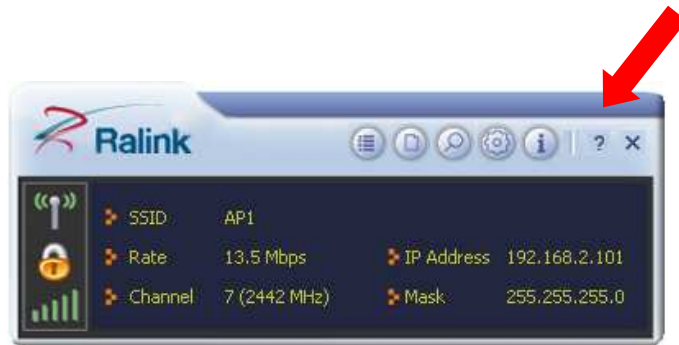 Ralink
i ? ×
SSID AP1
Rate 13.5 Mbps IP Address 192.168.2.101
Channel 7 (2442 MHz) Mask 255.255.255.0